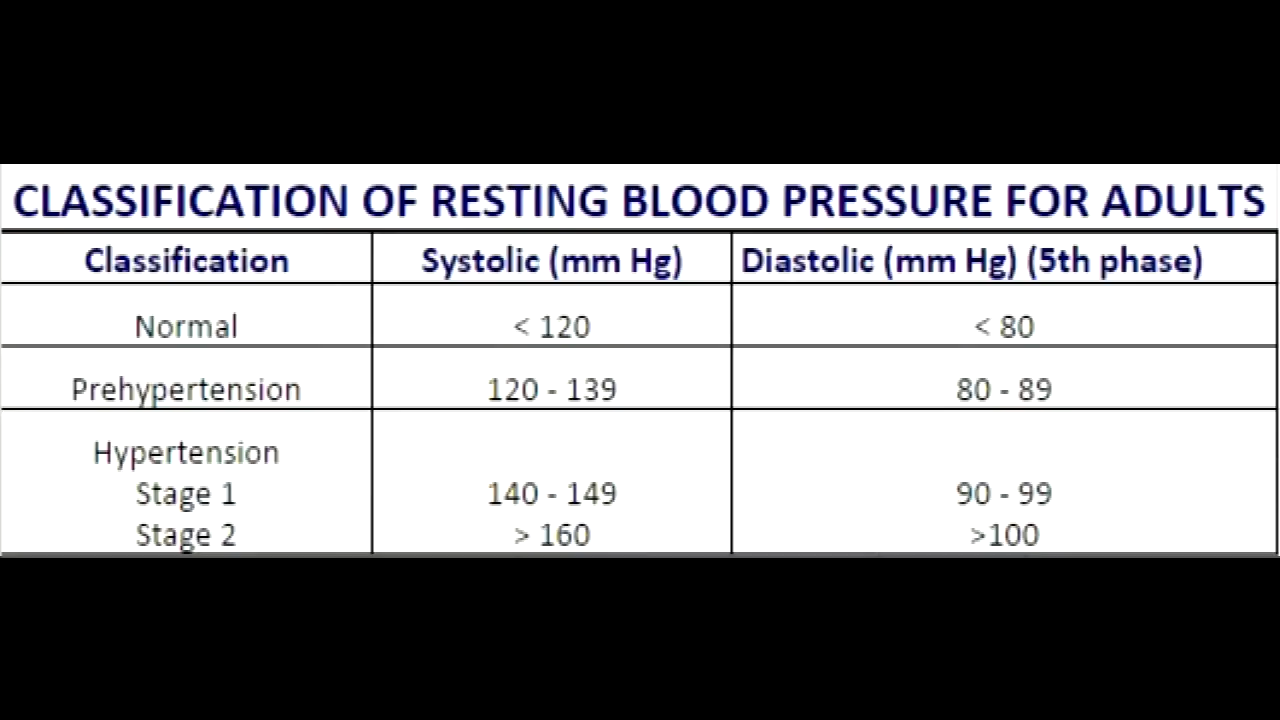 CLASSIFICATION OF RESTING BLOOD PRESSURE FOR ADULTS
Classification Systolic (mm Hg) Diastolic (mm Hg) (5th phase)
Normal < 120 < 80
Prehypertension 120 - 139 80 - 89
Hypertension
Stage 1 140 - 149 90 - 99
Stage 2 > 160 >100